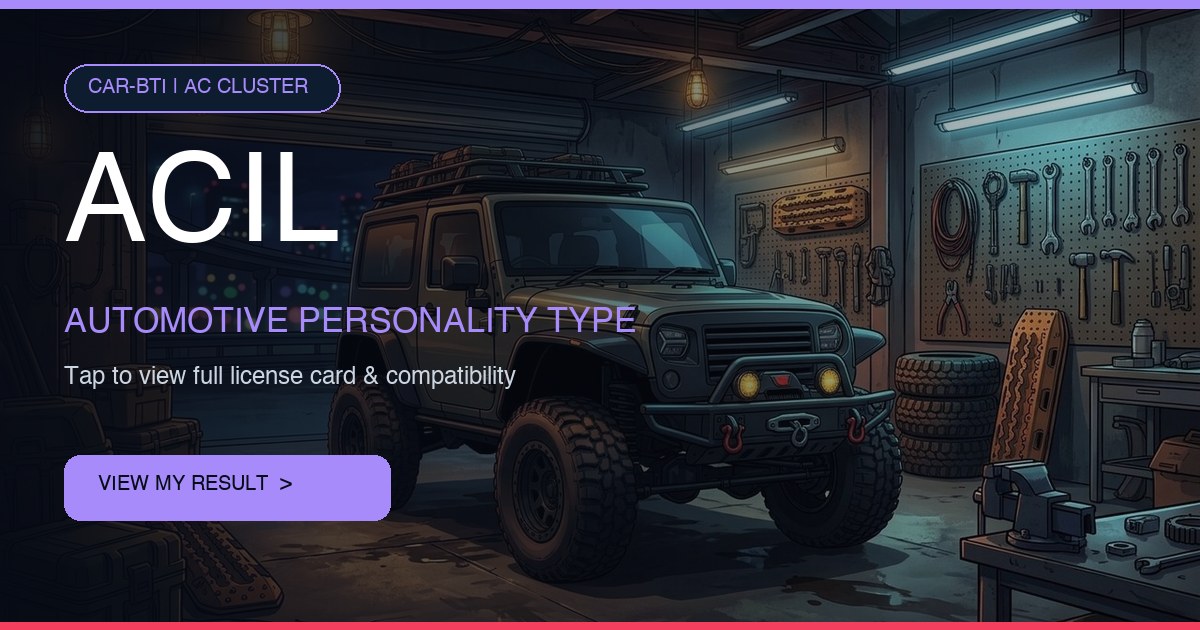 CAR-BTI | AC CLUSTER
ACIL
AUTOMOTIVE PERSONALITY TYPE
Tap to view full license card & compatibility
VIEW MY RESULT >